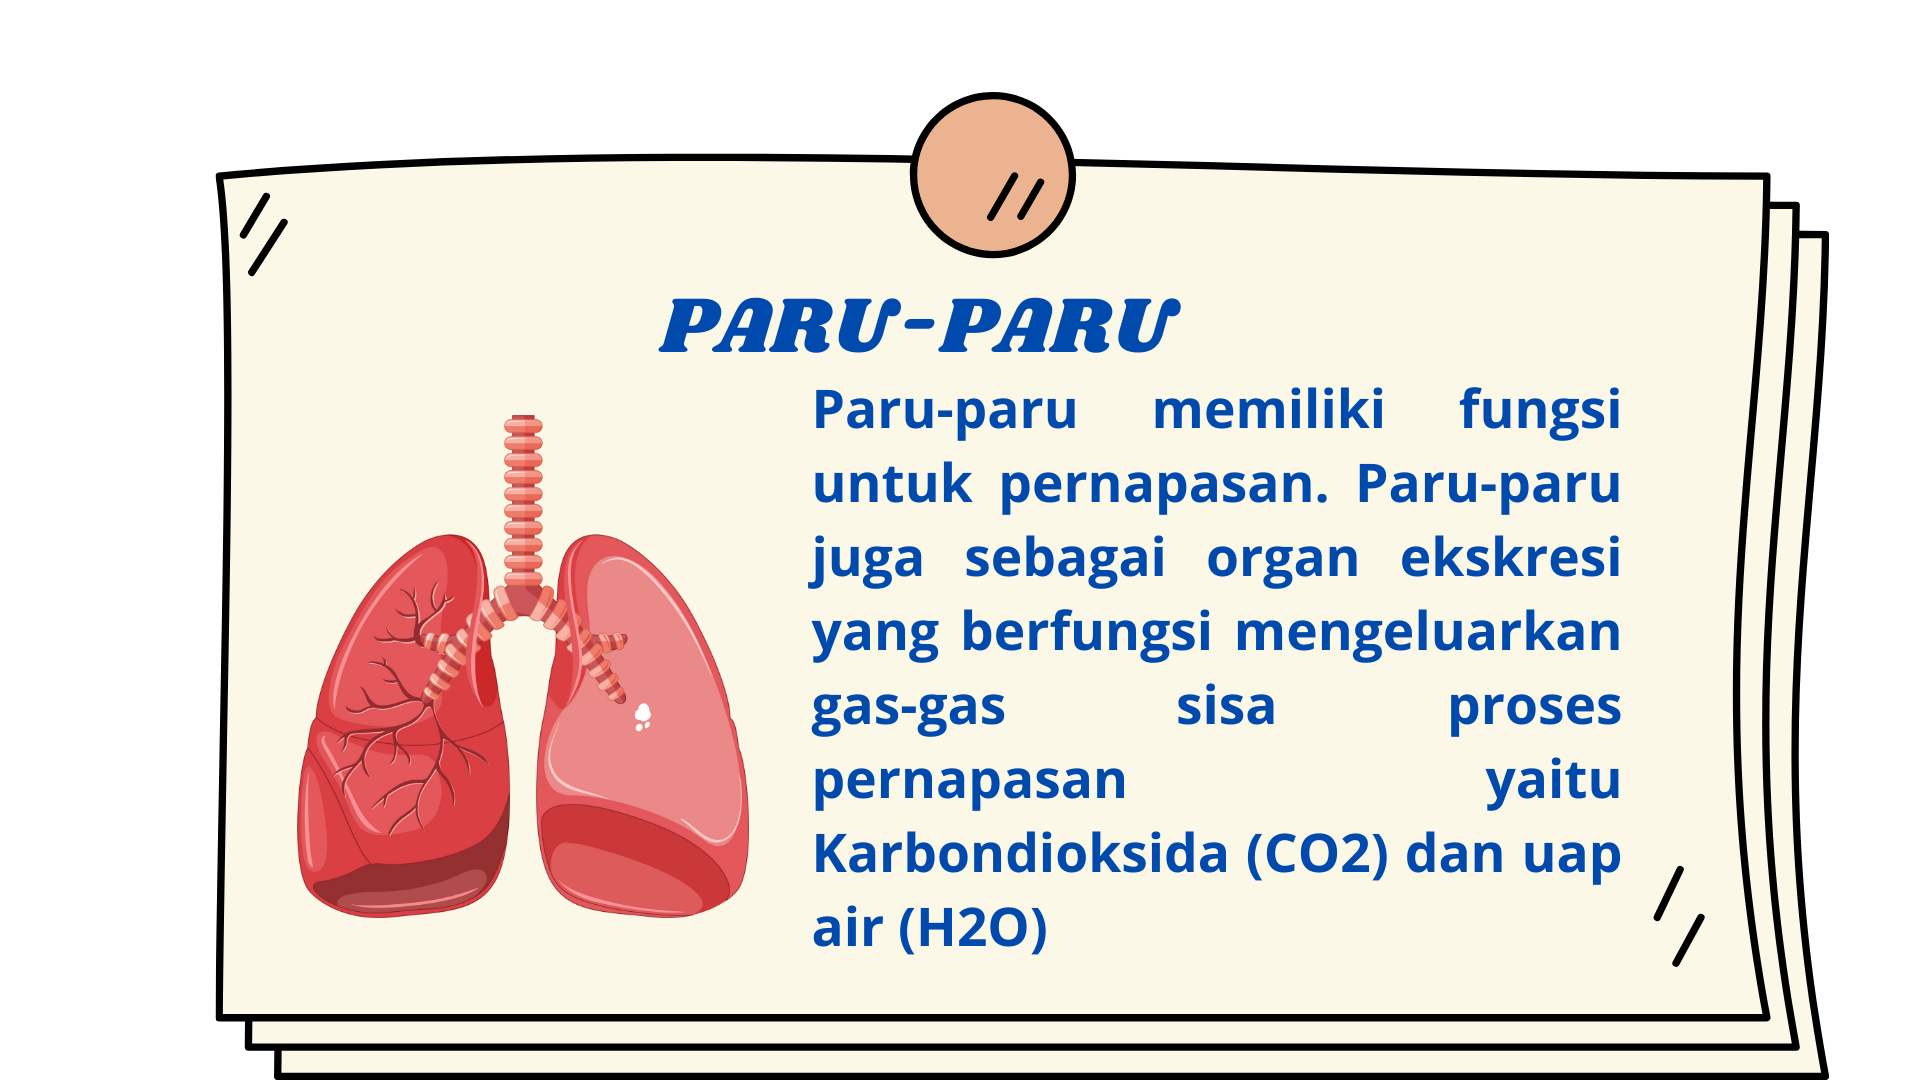 PARU-PARU
Paru-paru memiliki fungsi
untuk pernapasan. Paru-paru
juga sebagai organ ekskresi
yang berfungsi mengeluarkan
gas-gas sisa proses
pernapasan yaitu
Karbondioksida (CO2) dan uap
air (H2O)